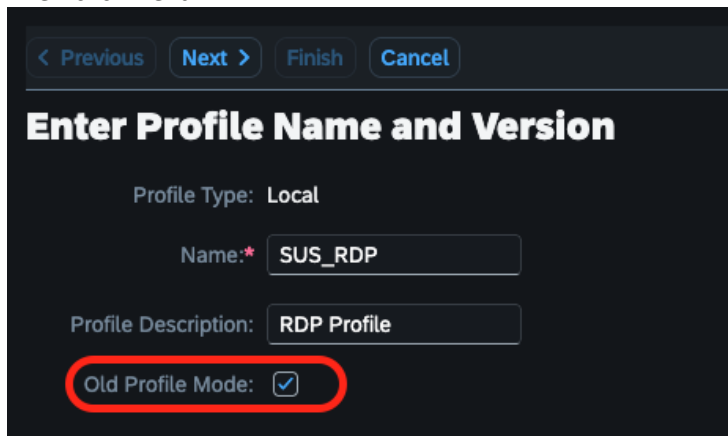 < Previous Next > Finish Cancel
Enter Profile Name and Version
Profile Type: Local
Name:* SUS_RDP
Profile Description: RDP Profile
Old Profile Mode: